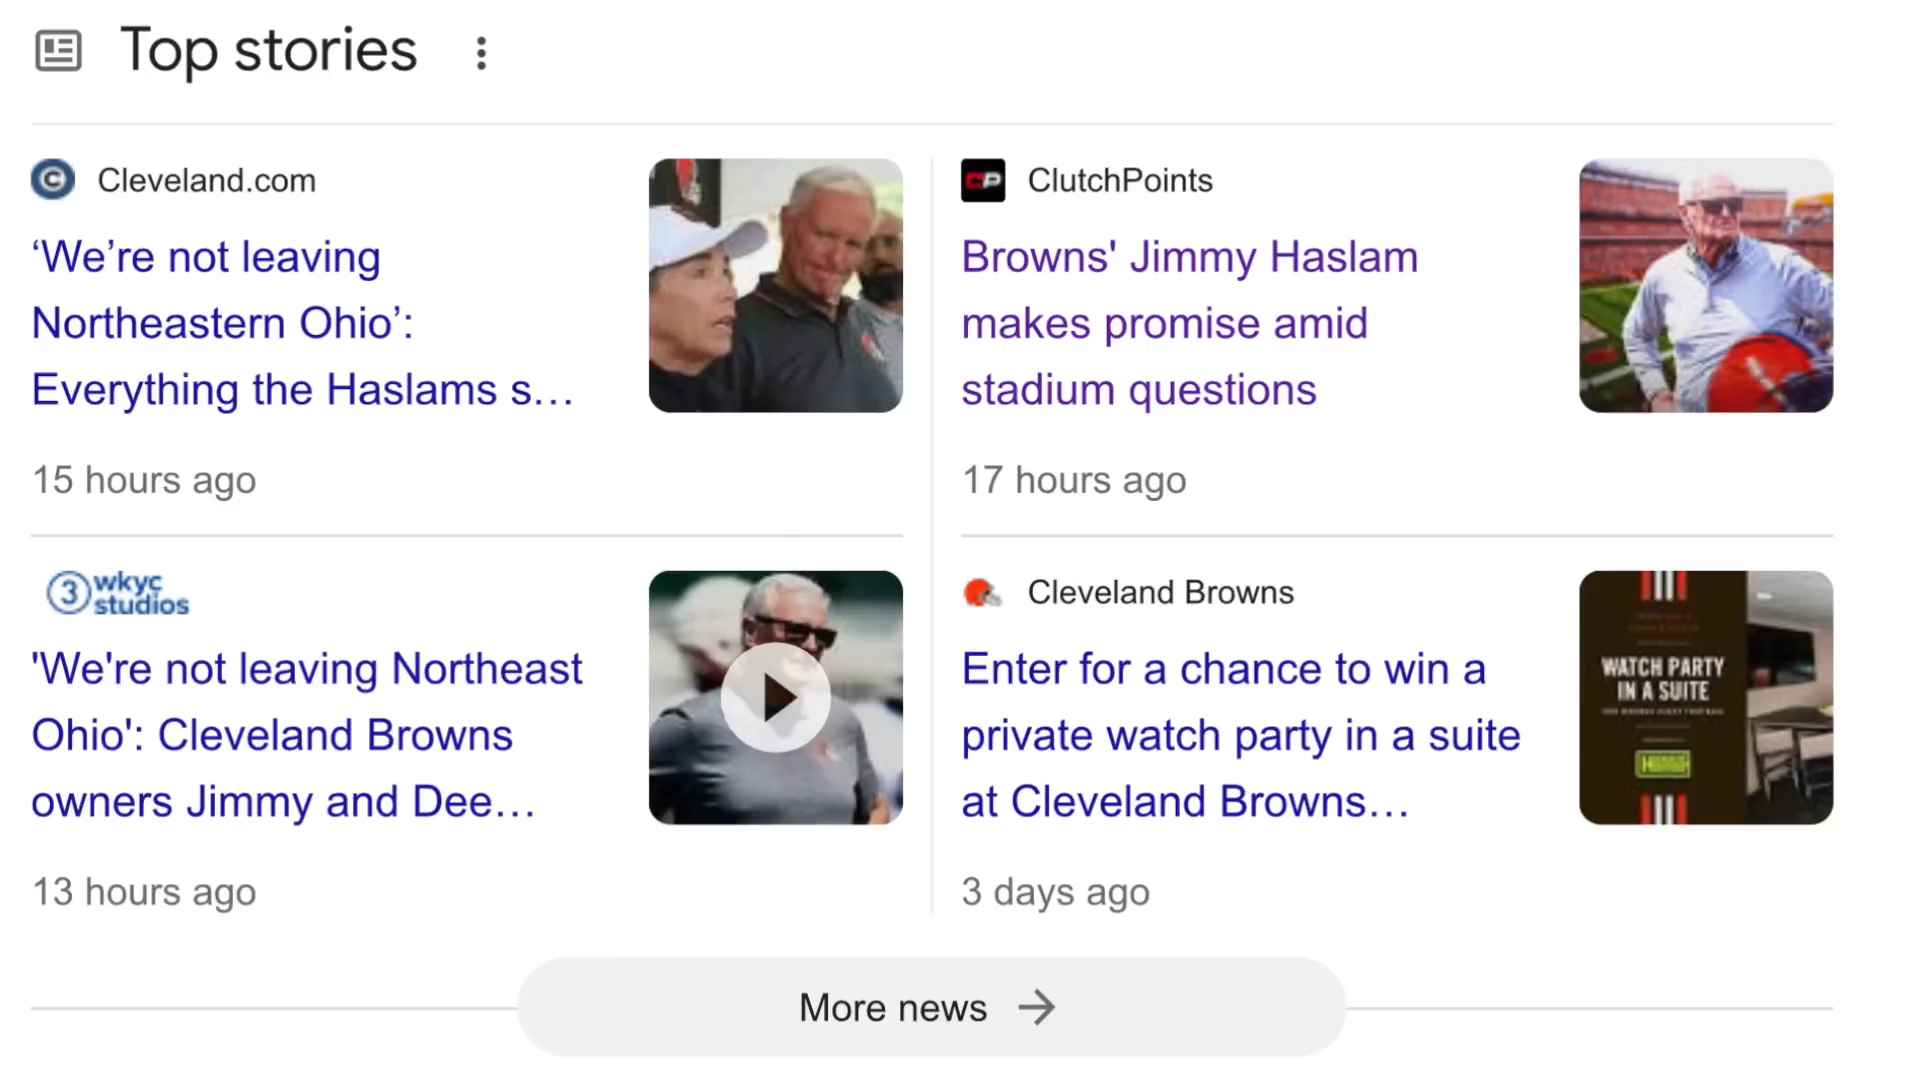 Top stories
Cleveland.com
‘We’re not leaving
Northeastern Ohio’:
Everything the Haslams s…
15 hours ago
CP ClutchPoints
Browns' Jimmy Haslam
makes promise amid
stadium questions
17 hours ago
3 wkyc
studios
'We're not leaving Northeast
Ohio': Cleveland Browns
owners Jimmy and Dee…
13 hours ago
Cleveland Browns
Enter for a chance to win a
private watch party in a suite
at Cleveland Browns…
3 days ago
WATCH PARTY
IN A SUITE
More news